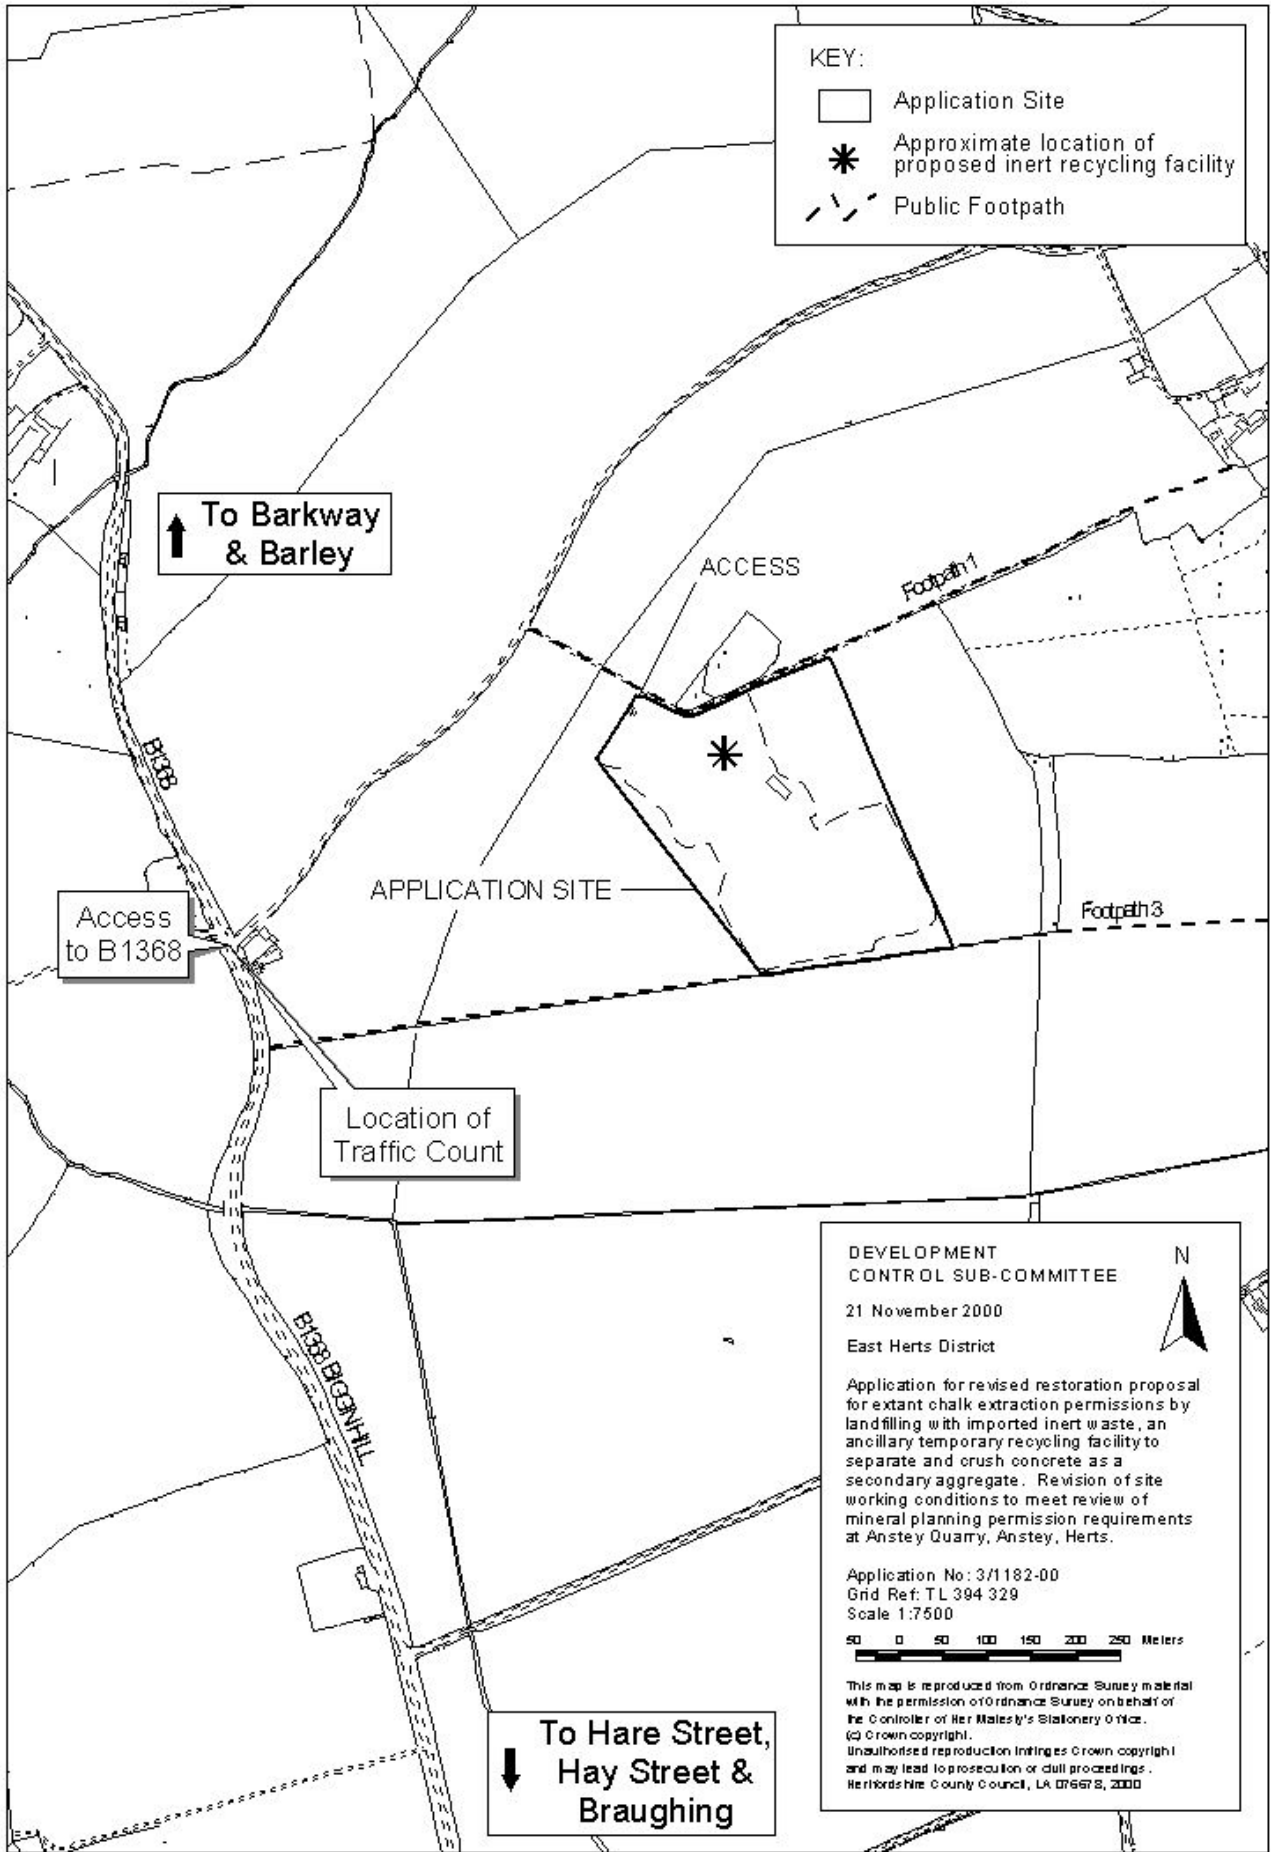 KEY:
Application Site
Approximate location of
proposed inert recycling facility
Public Footpath
To Barkway
& Barley
ACCESS
Footpath 1
B1368
APPLICATION SITE
Access
to B1368
Footpath 3
Location of
Traffic Count
B1368 BIGGIN HILL
DEVELOPMENT
CONTROL SUB-COMMITTEE
N
21 November 2000
East Herts District
Application for revised restoration proposal
for extant chalk extraction permissions by
landfilling with imported inert waste, an
ancillary temporary recycling facility to
separate and crush concrete as a
secondary aggregate. Revision of site
working conditions to meet review of
mineral planning permission requirements
at Anstey Quarry, Anstey, Herts.
Application No: 3/1182-00
Grid Ref: TL 394 329
Scale 1:7500
50 0 50 100 150 200 250 Meters
This map is reproduced from Ordnance Survey material
with the permission of Ordnance Survey on behalf of
the Controller of Her Majesty's Stationery Office.
(c) Crown copyright.
Unauthorised reproduction infringes Crown copyright
and may lead to prosecution or civil proceedings.
Hertfordshire County Council, LA 076678, 2000
To Hare Street,
Hay Street &
Braughing